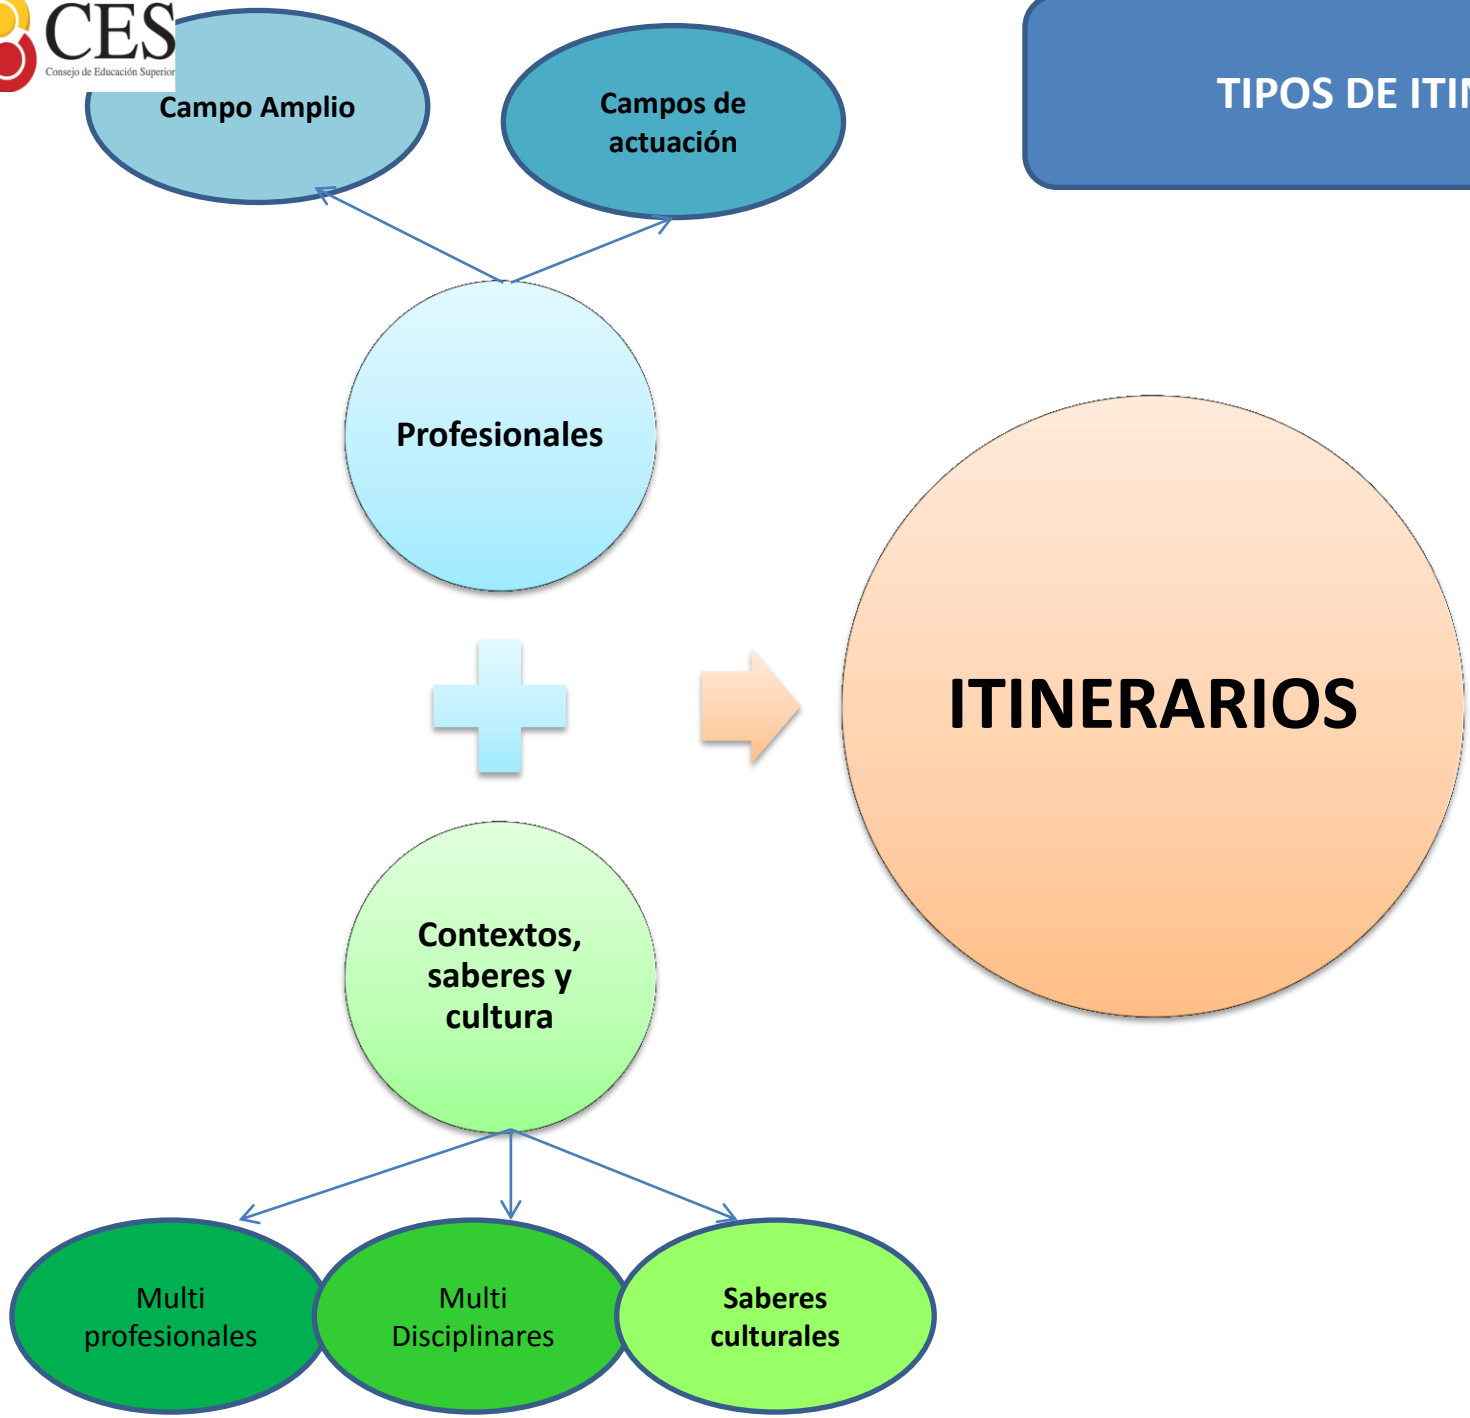 CES
Consejo de Educación Superior
Campo Amplio
Campos de
actuación
TIPOS DE
Profesionales
ITINERARIOS
Contextos,
saberes y
cultura
Multi
profesionales
Multi
Disciplinares
Saberes
culturales